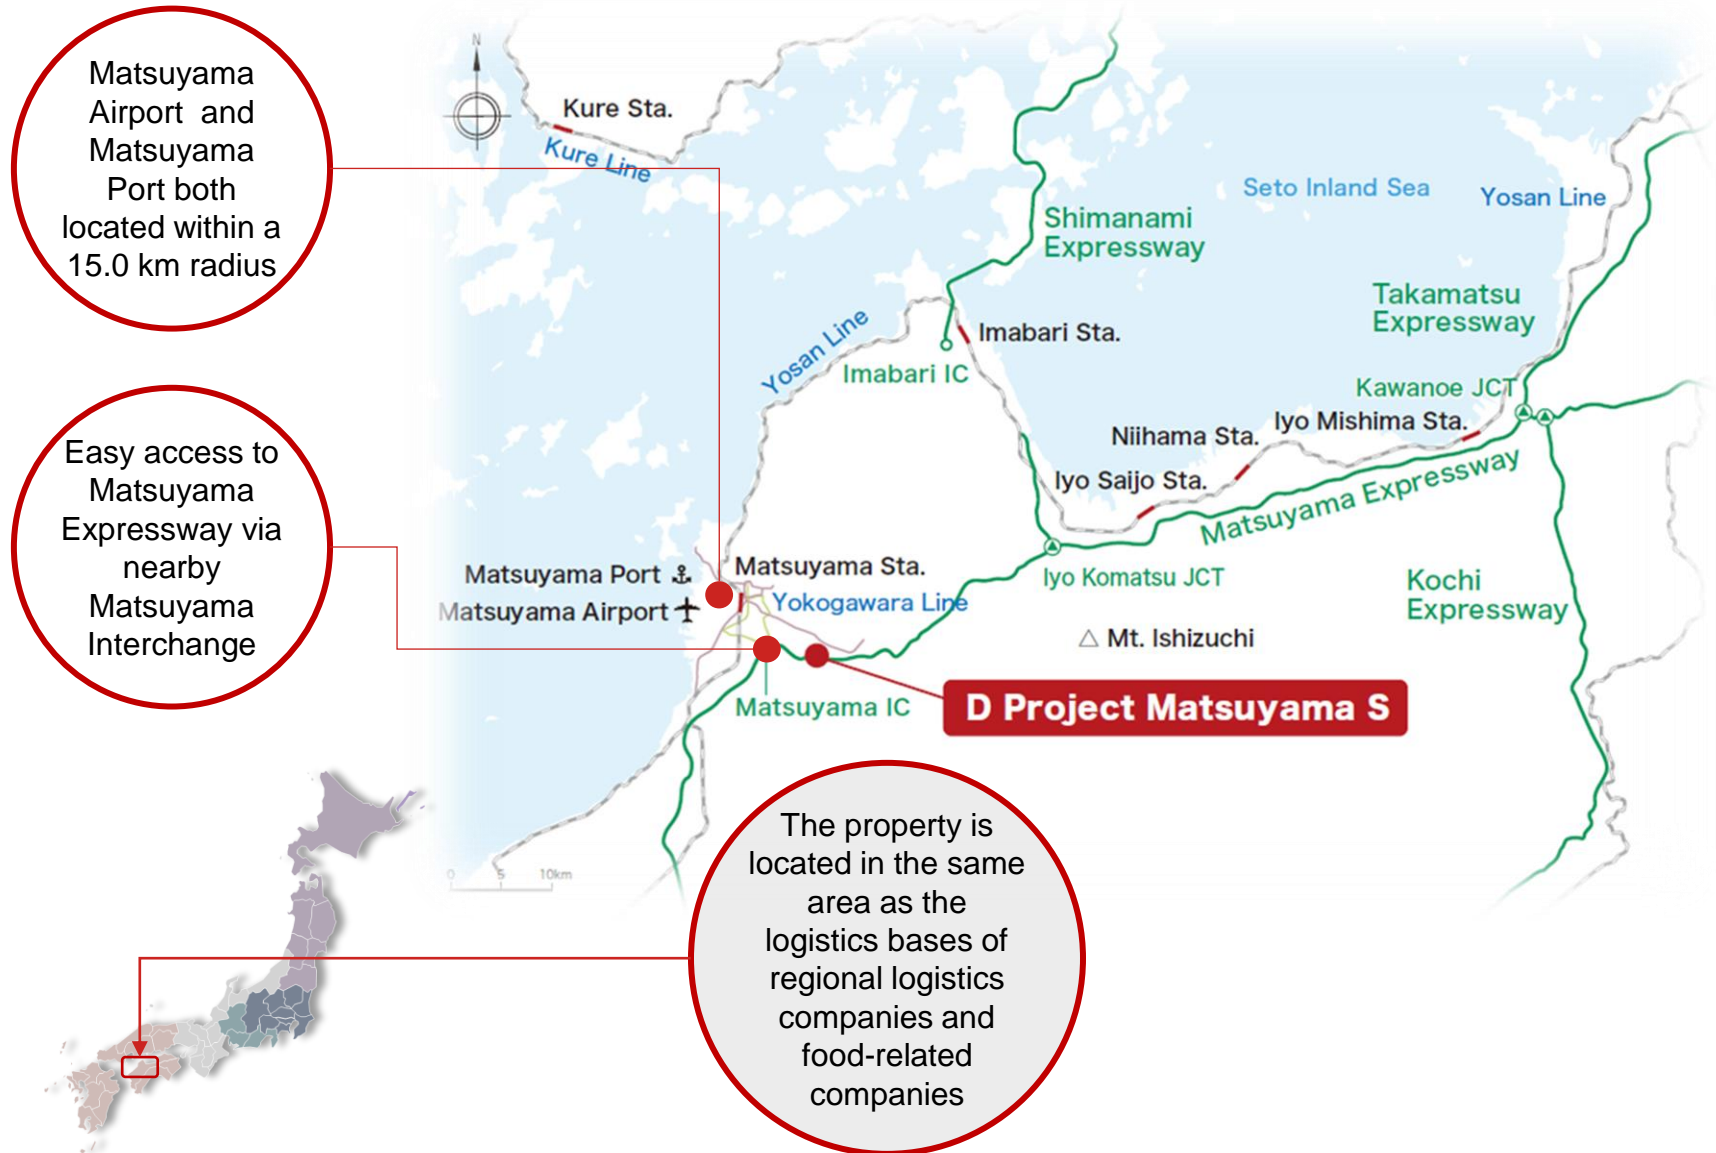 Matsuyama
Airport and
Matsuyama
Port both
located within a
15.0 km radius
Easy access to
Matsuyama
Expressway via
nearby
Matsuyama
Interchange
N
Kure Sta.
Kure Line
Seto Inland Sea
Yosan Line
Shimanami
Expressway
Takamatsu
Expressway
Yosan Line
Imabari Sta.
Imabari IC
Kawanoe JCT
Iyo Mishima Sta.
Niihama Sta.
Iyo Saijo Sta.
Matsuyama Expressway
Matsuyama Port
Matsuyama Sta.
Iyo Komatsu JCT
Kochi
Expressway
Matsuyama Airport
Yokogawara Line
Mt. Ishizuchi
Matsuyama IC
D Project Matsuyama S
0 5 10km
The property is
located in the same
area as the
logistics bases of
regional logistics
companies and
food-related
companies